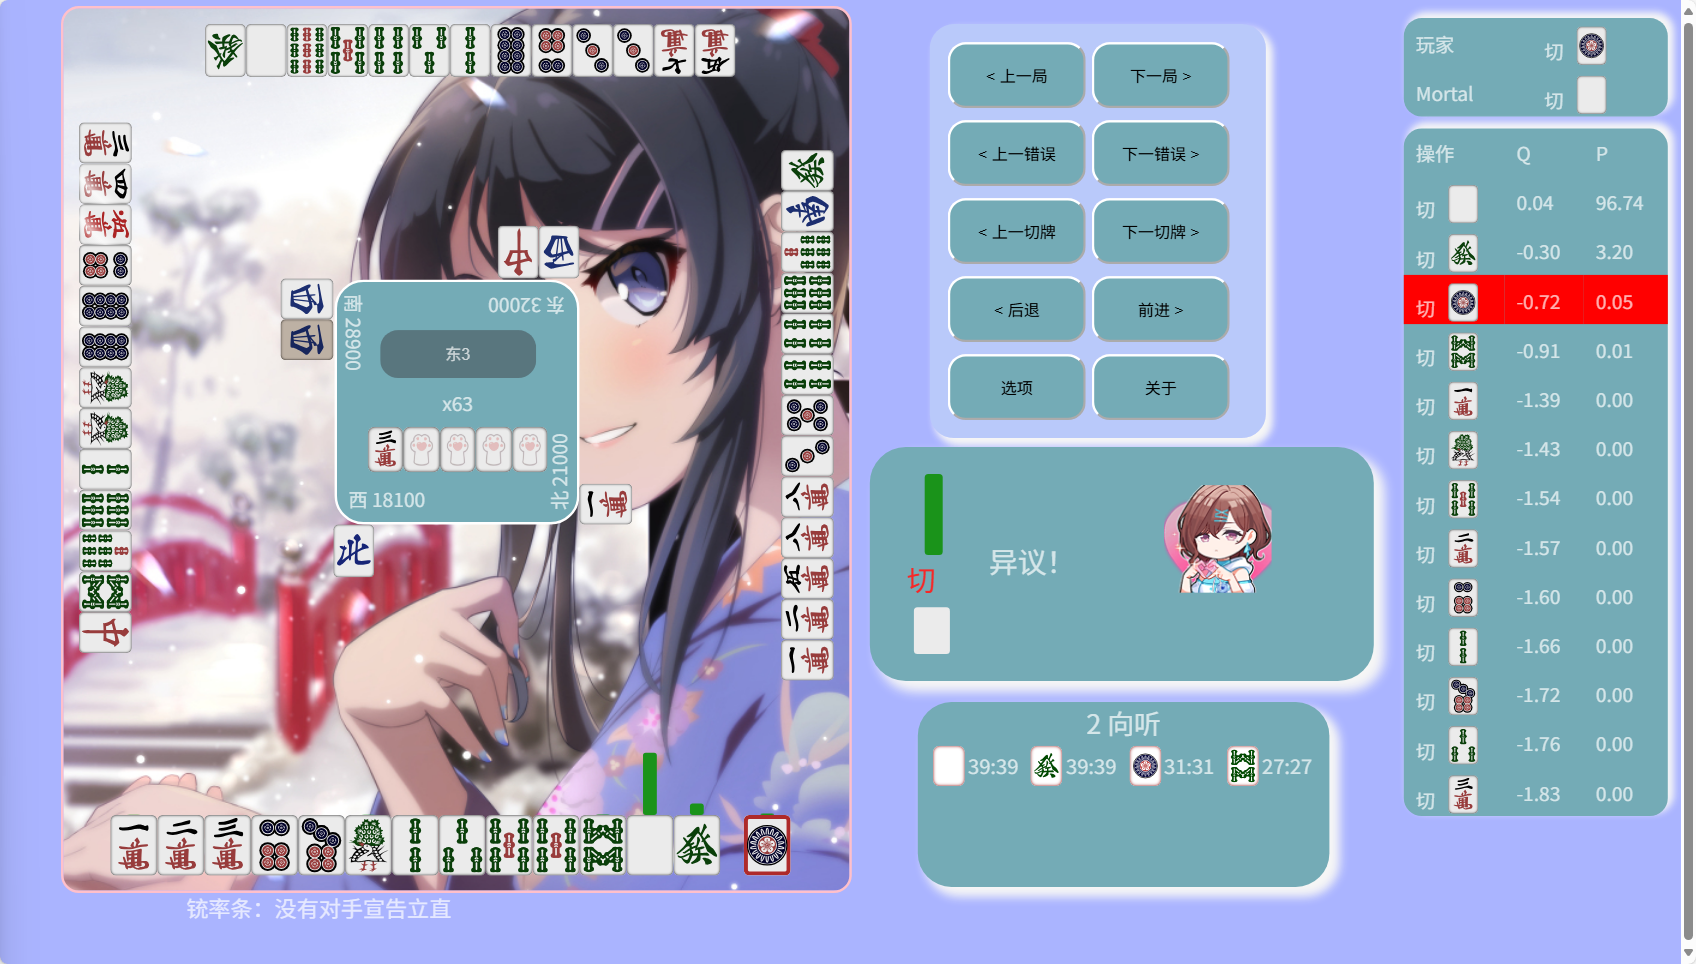 南 28900
东 32000
东3
x63
西 18100
北 21000
铳率条：没有对手宣告立直
< 上一局
下一局 >
< 上一错误
下一错误 >
< 上一切牌
下一切牌 >
< 后退
前进 >
选项
关于
切
异议！
2 向听
39:39
39:39
31:31
27:27
玩家 切
Mortal 切
操作 Q P
切 0.04 96.74
切 -0.30 3.20
切 -0.72 0.05
切 -0.91 0.01
切 -1.39 0.00
切 -1.43 0.00
切 -1.54 0.00
切 -1.57 0.00
切 -1.60 0.00
切 -1.66 0.00
切 -1.72 0.00
切 -1.76 0.00
切 -1.83 0.00